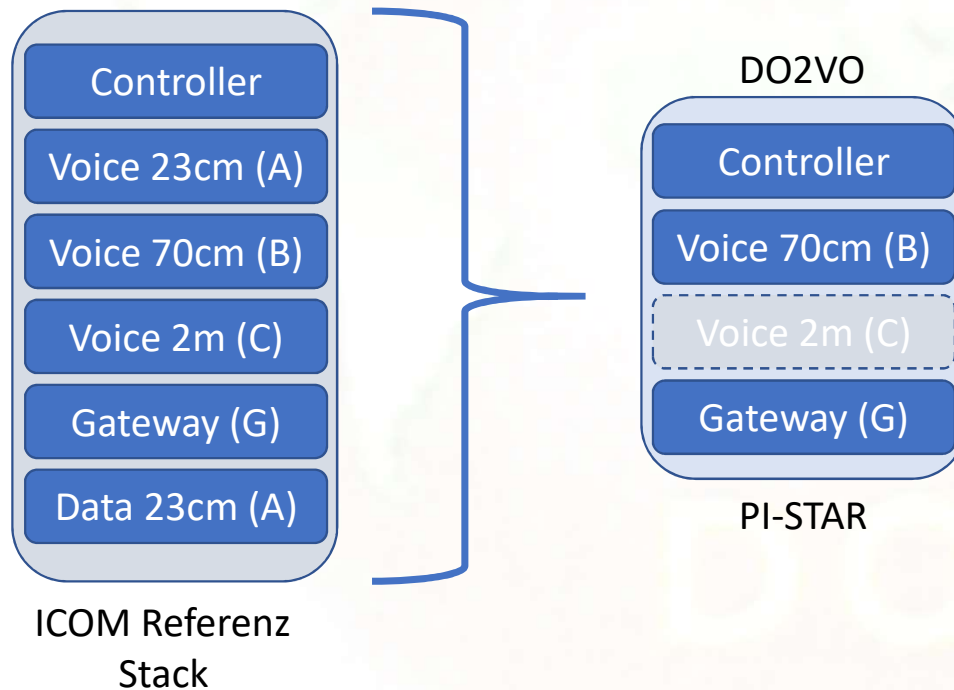 Controller
Voice 23cm (A)
Voice 70cm (B)
Voice 2m (C)
Gateway (G)
Data 23cm (A)
ICOM Referenz
Stack
DO2VO
Controller
Voice 70cm (B)
Voice 2m (C)
Gateway (G)
PI-STAR
DO